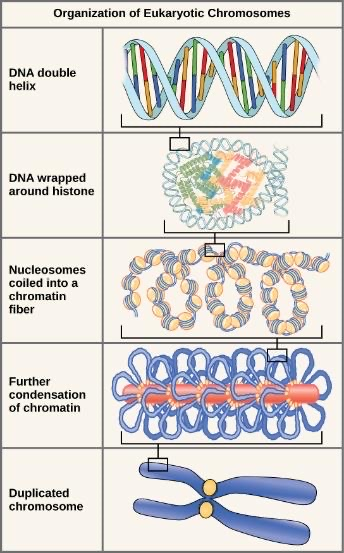 Organization of Eukaryotic Chromosomes
DNA double
helix
DNA wrapped
around histone
Nucleosomes
coiled into a
chromatin
fiber
Further
condensation
of chromatin
Duplicated
chromosome